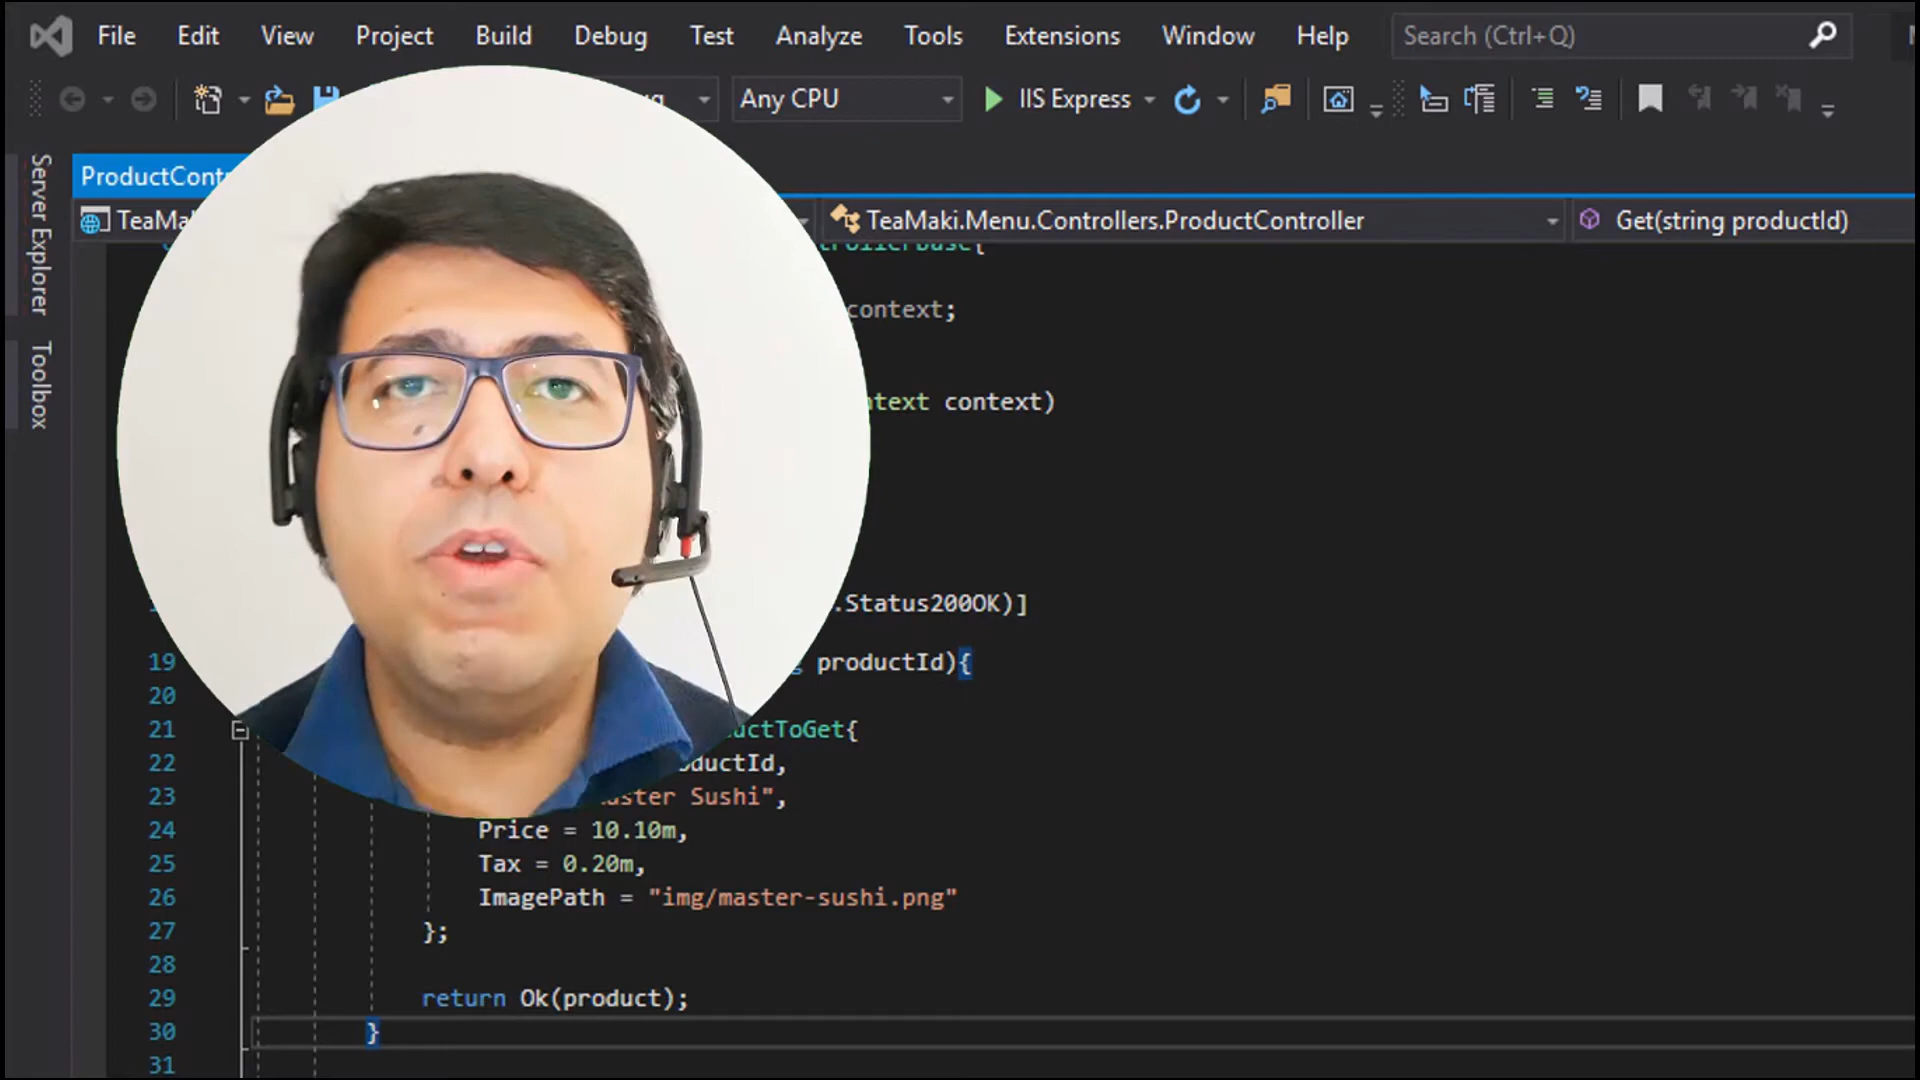 File Edit View Project Build Debug Test Analyze Tools Extensions Window Help Search (Ctrl+Q)
Any CPU IIS Express
Server Explorer
Toolbox
ProductContr
TeaMa TeaMaki.Menu.Controllers.ProductController Get(string productId)
context;
context)
.Status200OK)]
19 productId){
20
21 uctToGet{
22 oductId,
23 aster Sushi",
24 Price = 10.10m,
25 Tax = 0.20m,
26 ImagePath = "img/master-sushi.png"
27 };
28
29 return Ok(product);
30 }
31